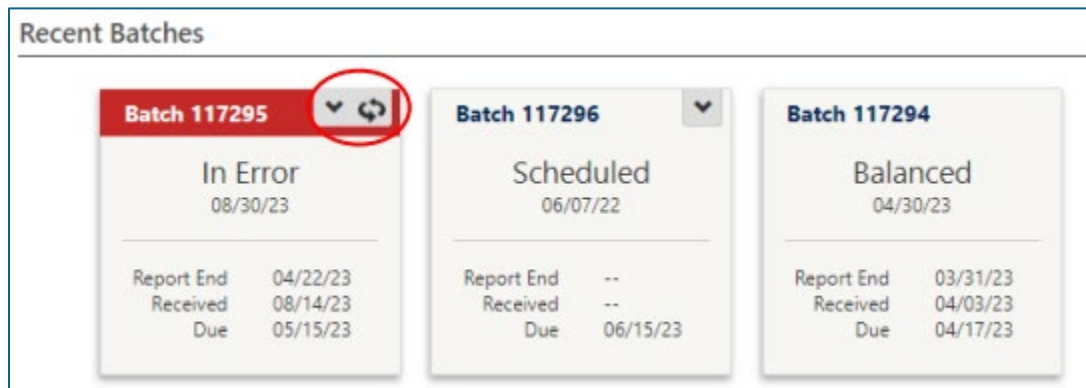 Recent Batches
Batch 117295
In Error
08/30/23
Report End 04/22/23
Received 08/14/23
Due 05/15/23
Batch 117296
Scheduled
06/07/22
Report End --
Received --
Due 06/15/23
Batch 117294
Balanced
04/30/23
Report End 03/31/23
Received 04/03/23
Due 04/17/23